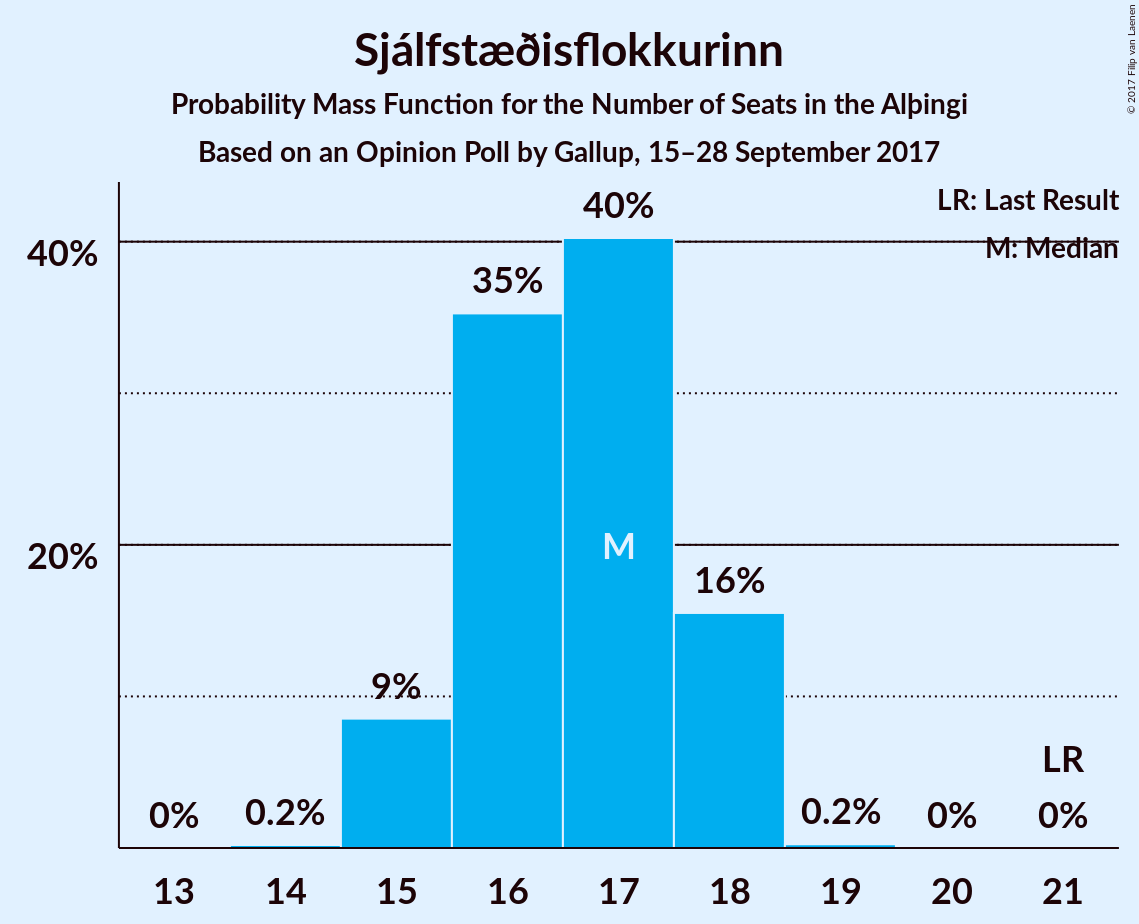 Sjálfstæðisflokkurinn
Probability Mass Function for the Number of Seats in the Alþingi
Based on an Opinion Poll by Gallup, 15–28 September 2017
© 2017 Filip van Laenen
LR: Last Result
M: Median
40%
20%
0%
0.2%
9%
35%
40%
M
16%
0.2%
0%
LR
0%
13
14
15
16
17
18
19
20
21